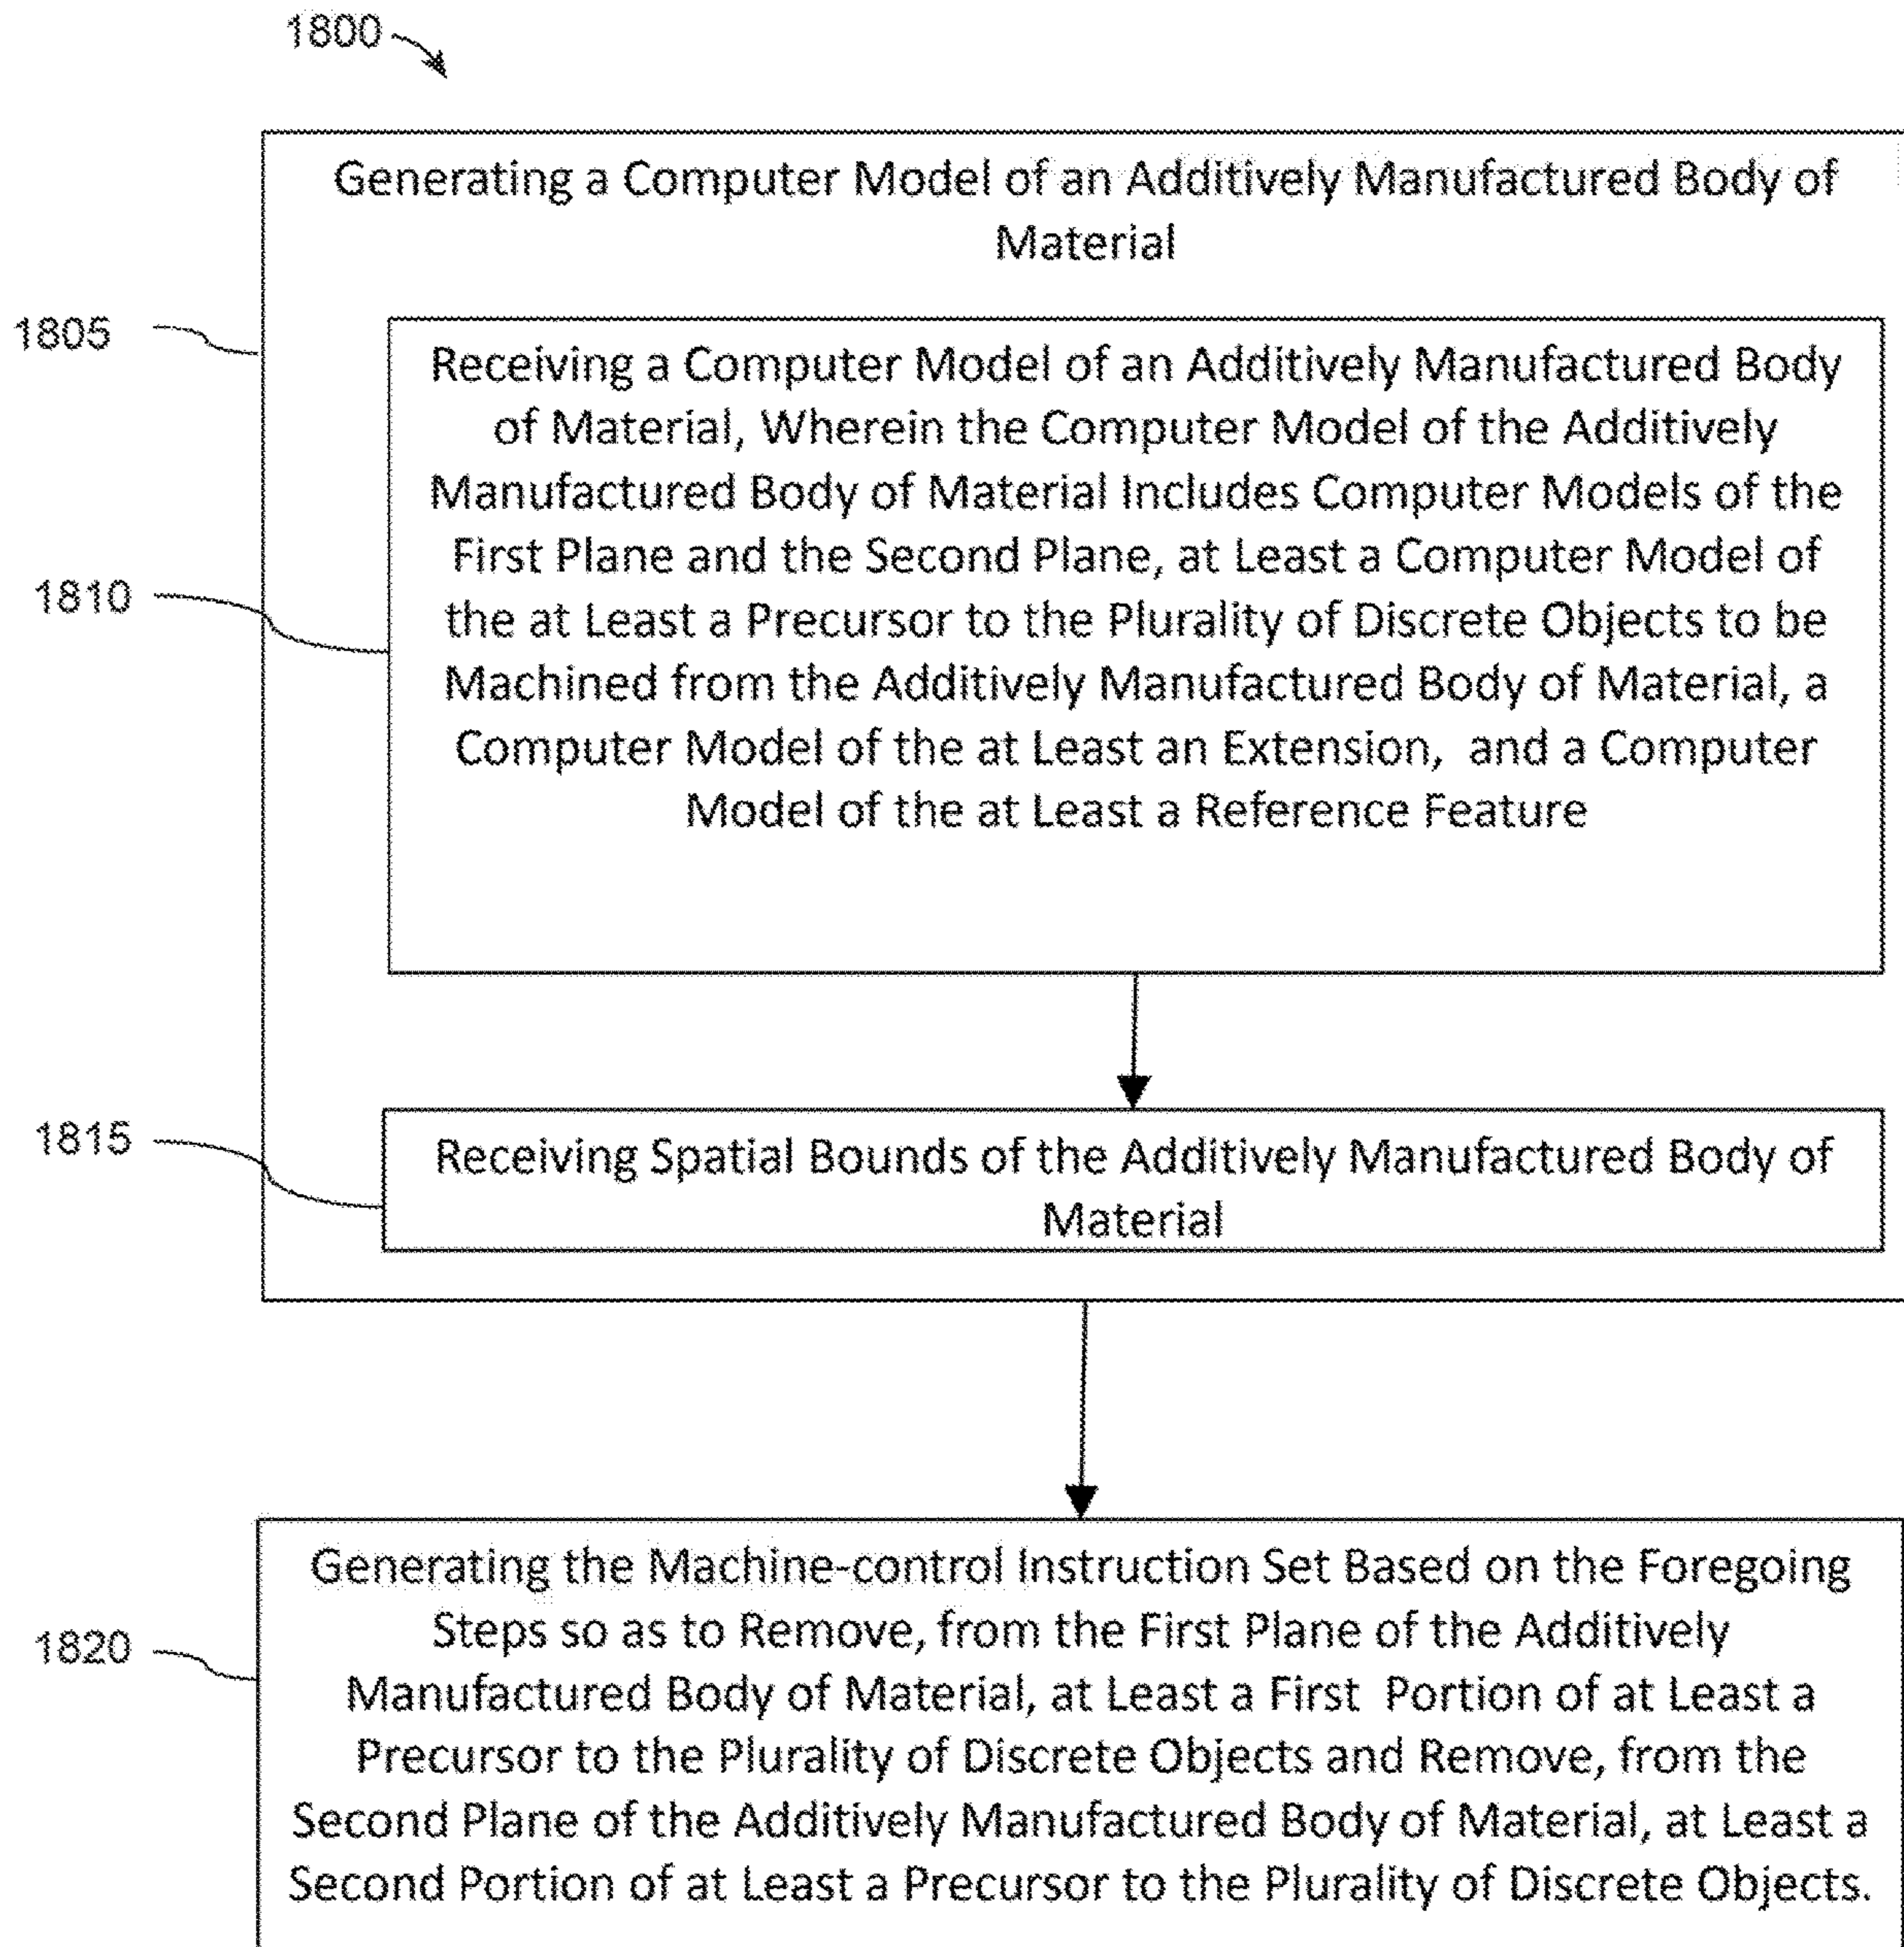 1800
Generating a Computer Model of an Additively Manufactured Body of
Material
1805
Receiving a Computer Model of an Additively Manufactured Body
of Material, Wherein the Computer Model of the Additively
Manufactured Body of Material Includes Computer Models of the
First Plane and the Second Plane, at Least a Computer Model of
the at Least a Precursor to the Plurality of Discrete Objects to be
Machined from the Additively Manufactured Body of Material, a
Computer Model of the at Least an Extension, and a Computer
Model of the at Least a Reference Feature
1810
1815
Receiving Spatial Bounds of the Additively Manufactured Body of
Material
Generating the Machine-control Instruction Set Based on the Foregoing
Steps so as to Remove, from the First Plane of the Additively
Manufactured Body of Material, at Least a First Portion of at Least a
Precursor to the Plurality of Discrete Objects and Remove, from the
Second Plane of the Additively Manufactured Body of Material, at Least a
Second Portion of at Least a Precursor to the Plurality of Discrete Objects.
1820